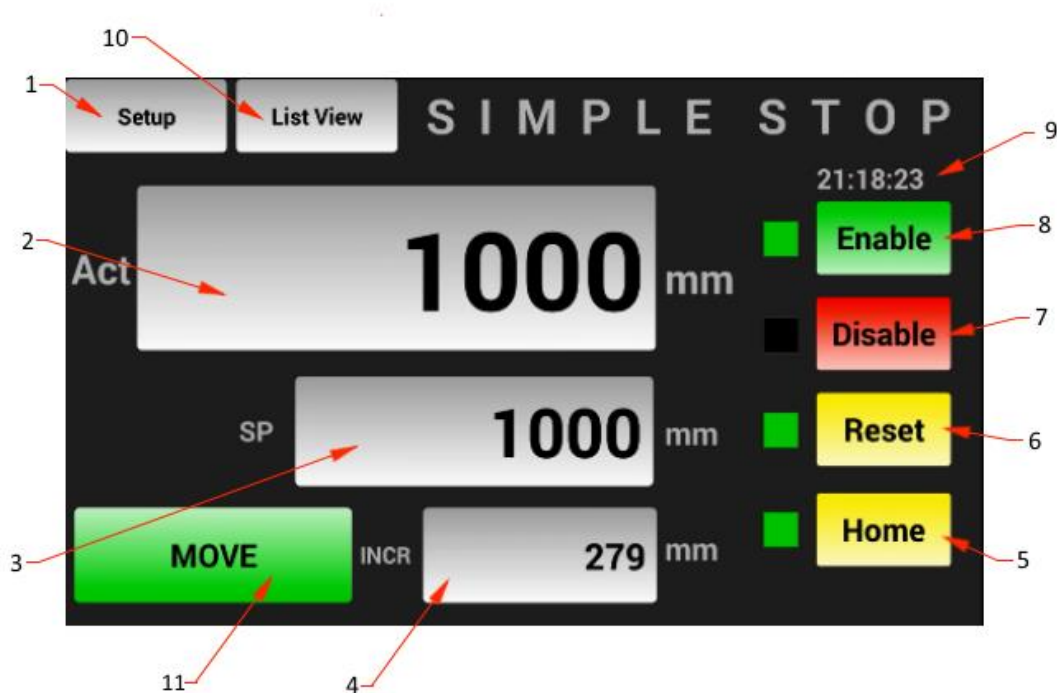 10
1
Setup
List View
S I M P L E S T O P
9
21:18:23
2
Act
1000
mm
Enable
8
Disable
7
SP
1000
mm
Reset
6
3
MOVE
INCR
279
mm
Home
5
11
4